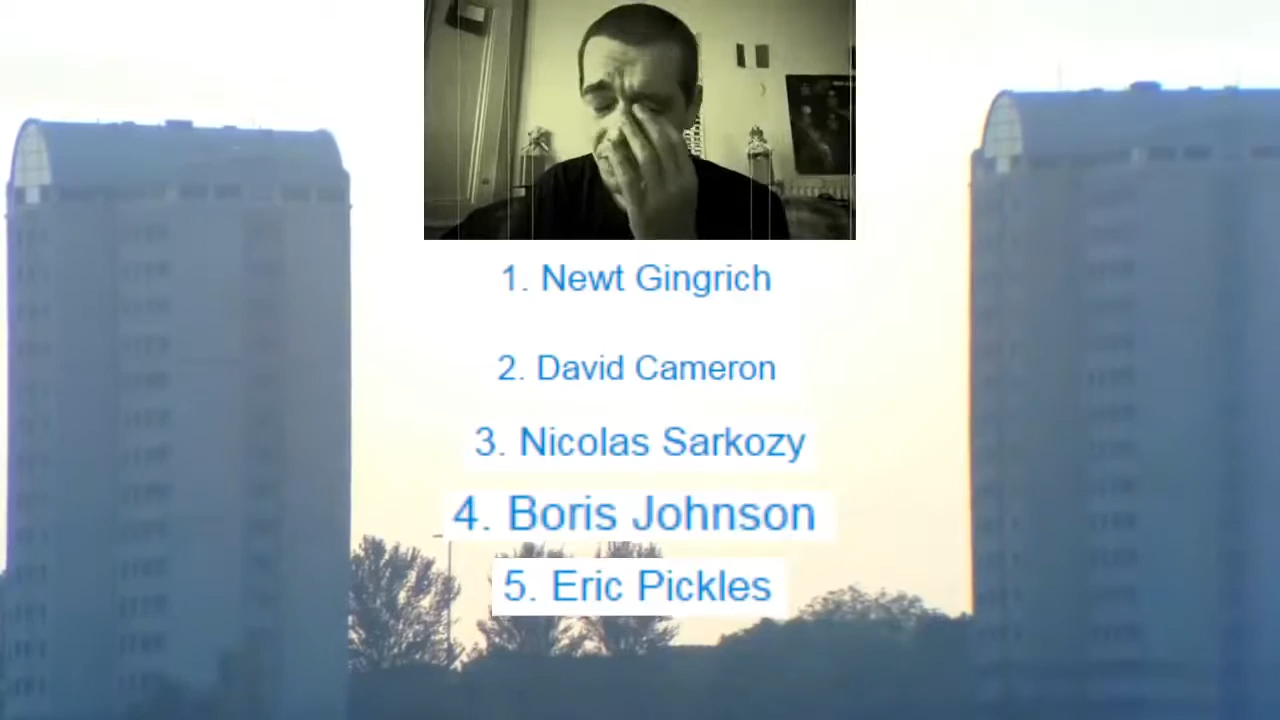 1. Newt Gingrich
2. David Cameron
3. Nicolas Sarkozy
4. Boris Johnson
5. Eric Pickles